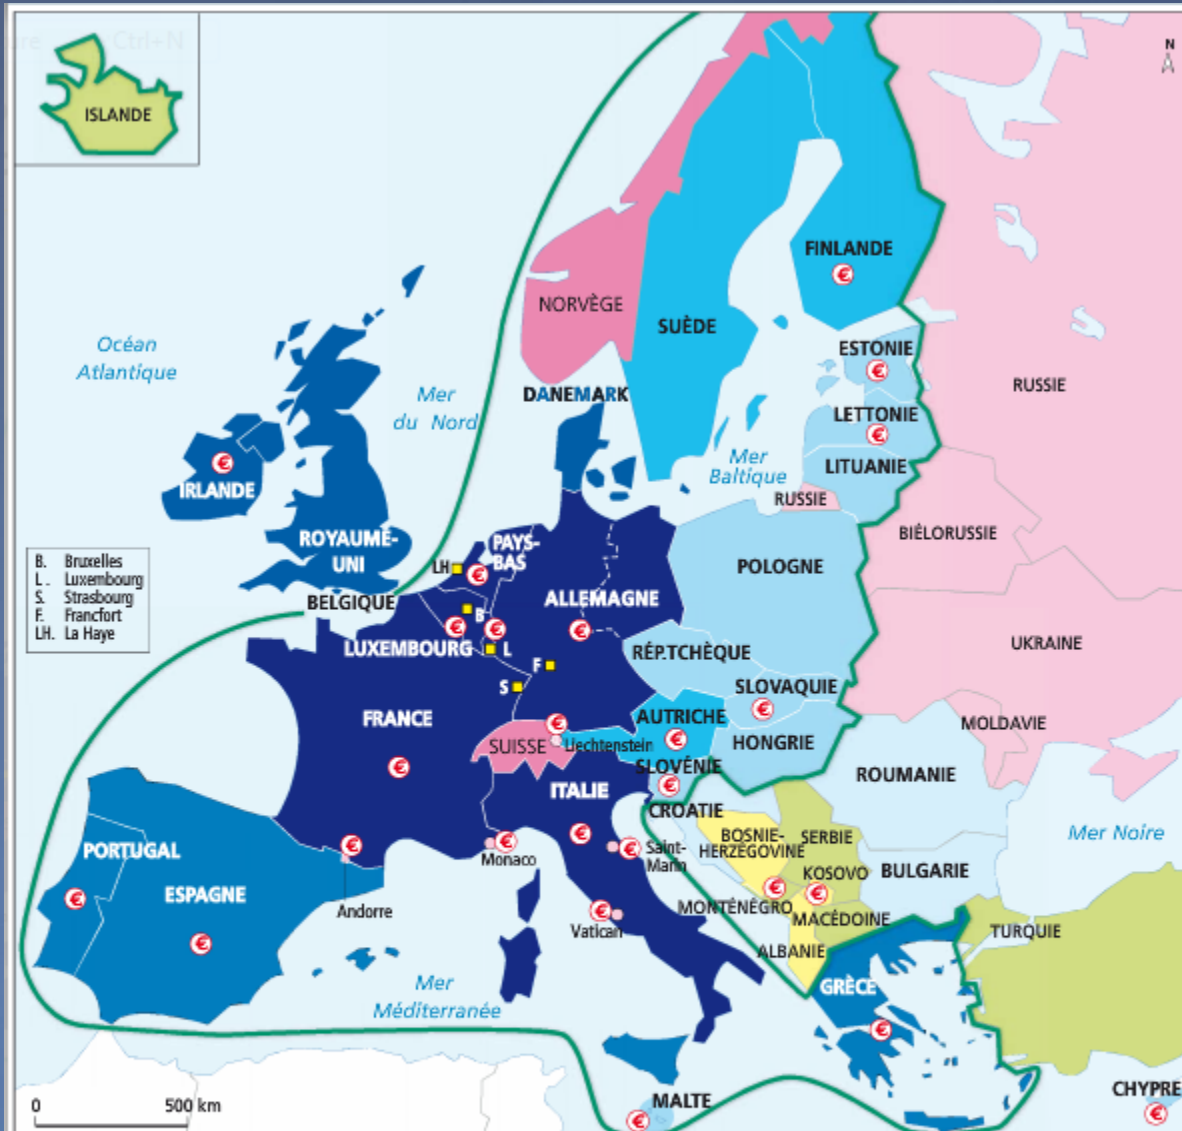 ure Ctrl+N
N
ISLANDE
FINLANDE
€
NORVÈGE
SUÈDE
Océan
Atlantique
ESTONIE
€
RUSSIE
Mer
du Nord
DANEMARK
LETTONIE
€
Mer
Baltique
LITUANIE
€
IRLANDE
RUSSIE
BIÉLORUSSIE
ROYAUME-
UNI
PAYS-
BAS
LH
€
B. Bruxelles
L. Luxembourg
S. Strasbourg
F. Francfort
LH. La Haye
POLOGNE
BELGIQUE
ALLEMAGNE
B
€
€
€
LUXEMBOURG
L
RÉP.TCHÈQUE
UKRAINE
F
S
SLOVAQUIE
€
FRANCE
€
AUTRICHE
€
MOLDAVIE
SUISSE
€
Liechtenstein
HONGRIE
SLOVÉNIE
€
ROUMANIE
ITALIE
€
CROATIE
Mer Noire
BOSNIE-
HERZÉGOVINE
SERBIE
€
Monaco
€
Saint-
Marin
€
PORTUGAL
€
KOSOVO
€
BULGARIE
ESPAGNE
€
Andorre
€
Vatican
MONTÉNÉGRO
€
MACÉDOINE
TURQUIE
ALBANIE
Mer
Méditerranée
GRÈCE
€
MALTE
€
CHYPRE
€
0 500 km